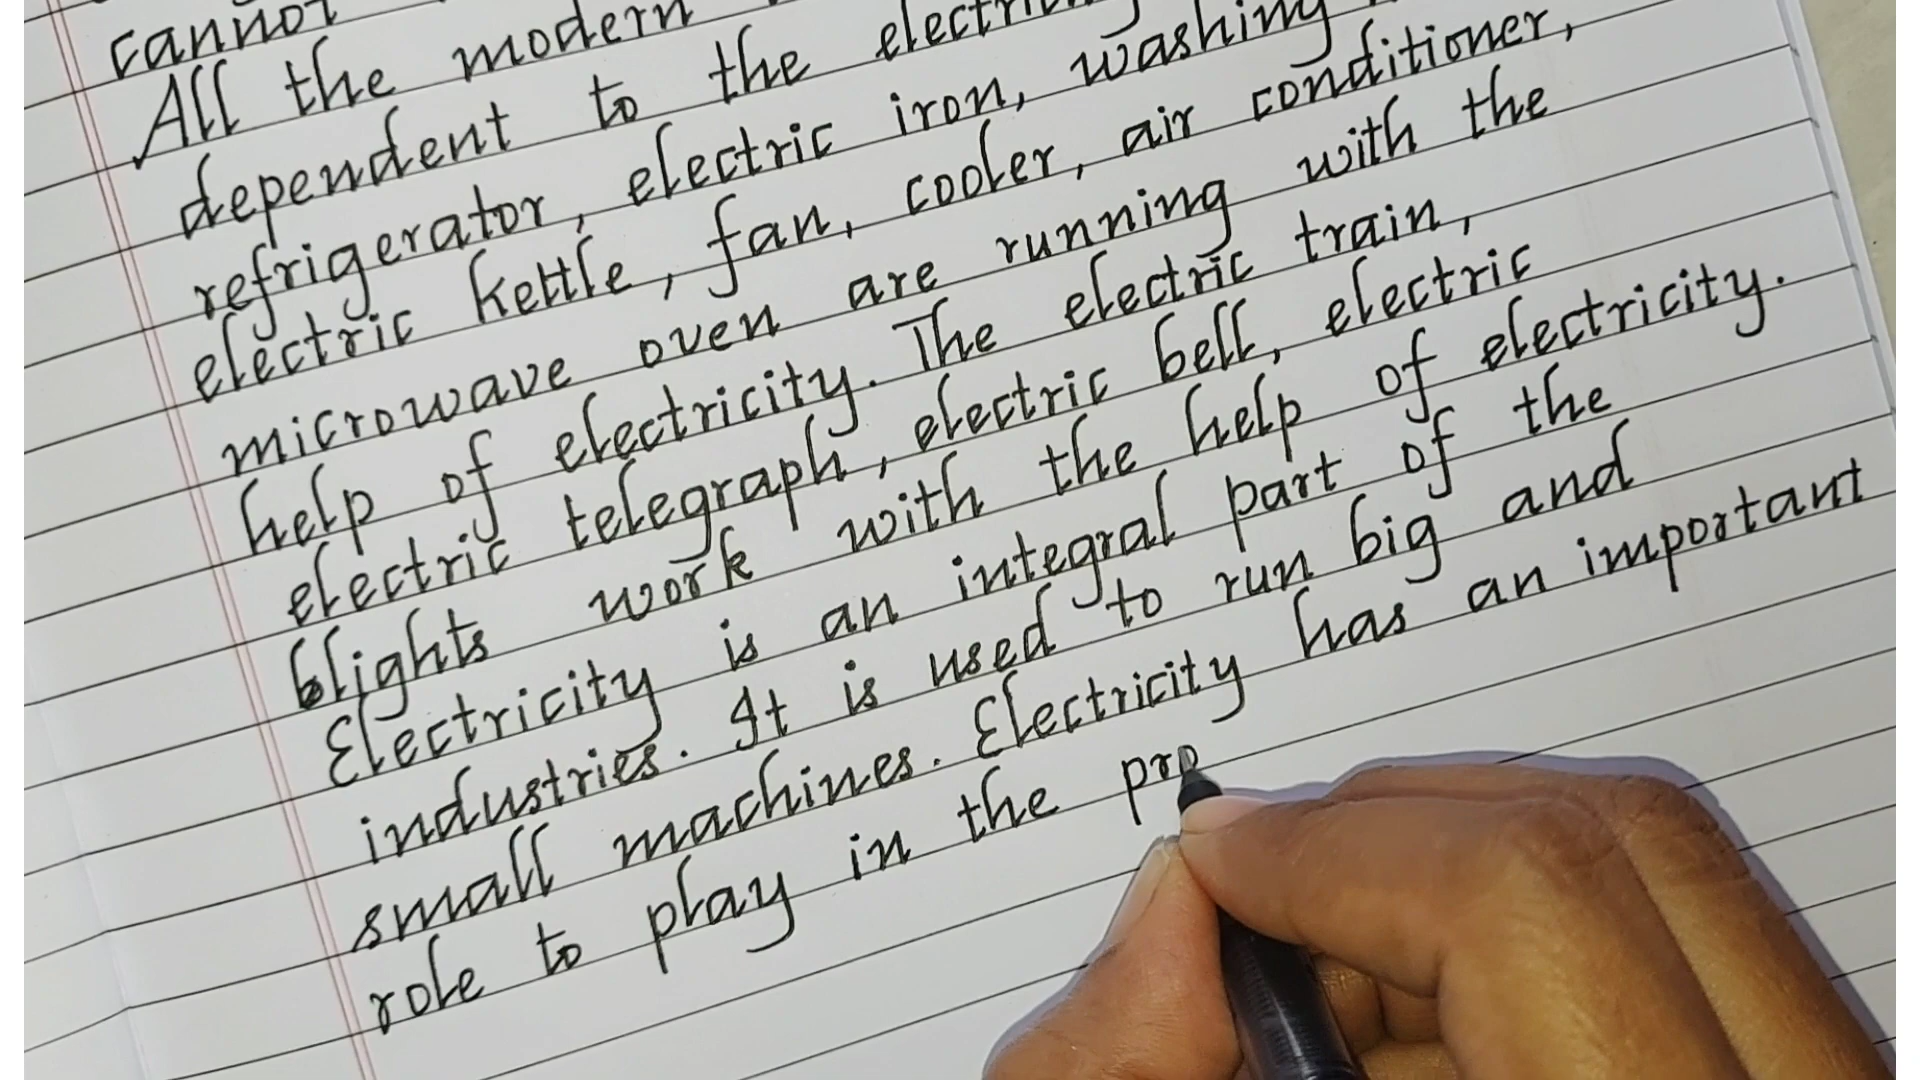 cannot
All the modern
dependent to the
refrigerator, electric iron, washing
electric kettle, fan, cooler, air conditioner,
microwave oven are running with the
help of electricity. The electric train,
electric telegraph, electric bell, electric
blights work with the help of electricity.
Electricity is an integral part of the
industries. It is used to run big and
small machines. Electricity has an important
role to play in the pro